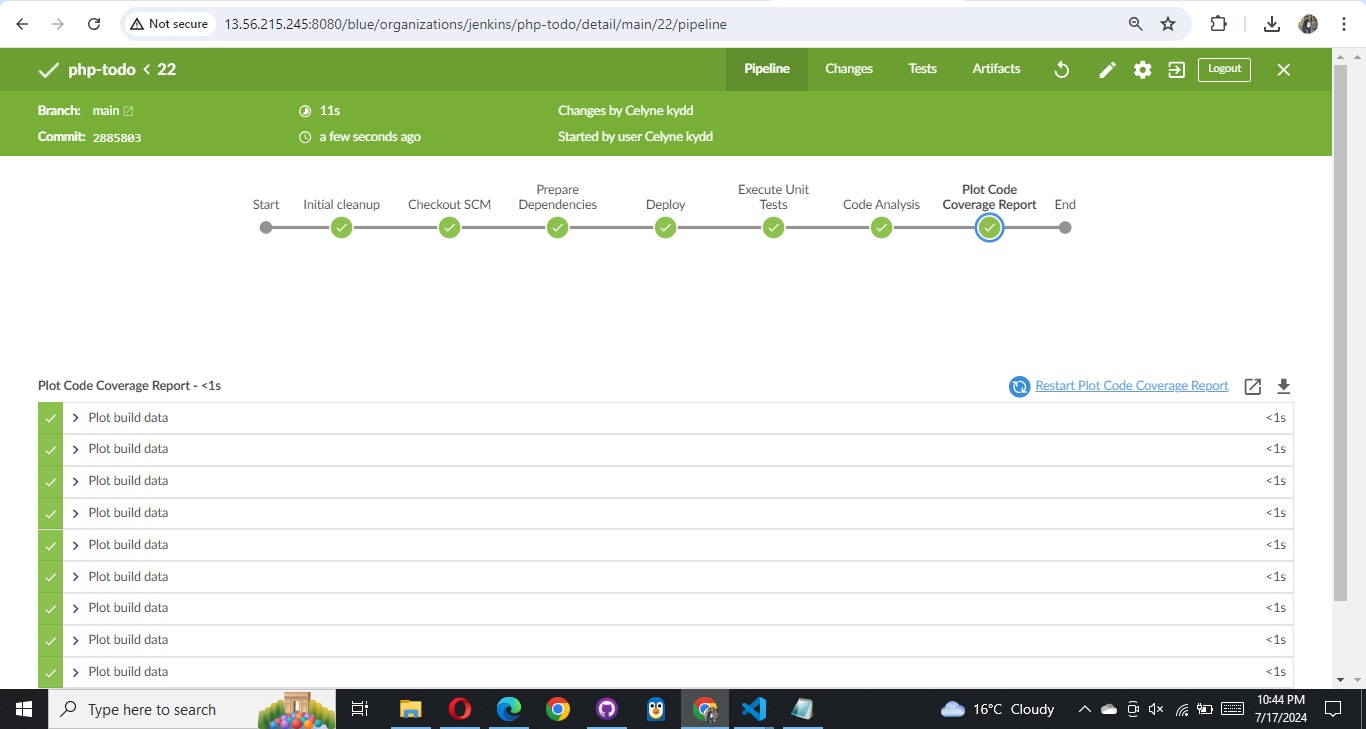 Not secure
13.56.215.245:8080/blue/organizations/jenkins/php-todo/detail/main/22/pipeline
php-todo < 22
Pipeline
Changes
Tests
Artifacts
Logout
Branch: main
11s
Changes by Celyne kydd
Commit: 2885803
a few seconds ago
Started by user Celyne kydd
Start
Initial cleanup
Checkout SCM
Prepare Dependencies
Deploy
Execute Unit Tests
Code Analysis
Plot Code Coverage Report
End
Plot Code Coverage Report - <1s
Restart Plot Code Coverage Report
Plot build data <1s
Plot build data <1s
Plot build data <1s
Plot build data <1s
Plot build data <1s
Plot build data <1s
Plot build data <1s
Plot build data <1s
Plot build data <1s
Type here to search
16°C Cloudy
10:44 PM
7/17/2024